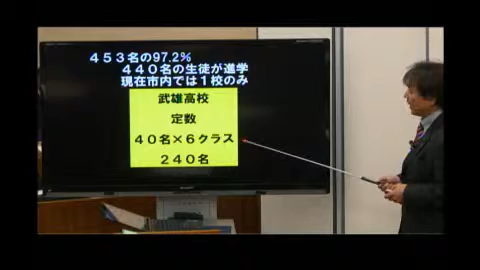 ４５３名の97.2%
４４０名の生徒が進学
現在市内では１校のみ
武雄高校
定数
４０名×６クラス
２４０名
SHARP